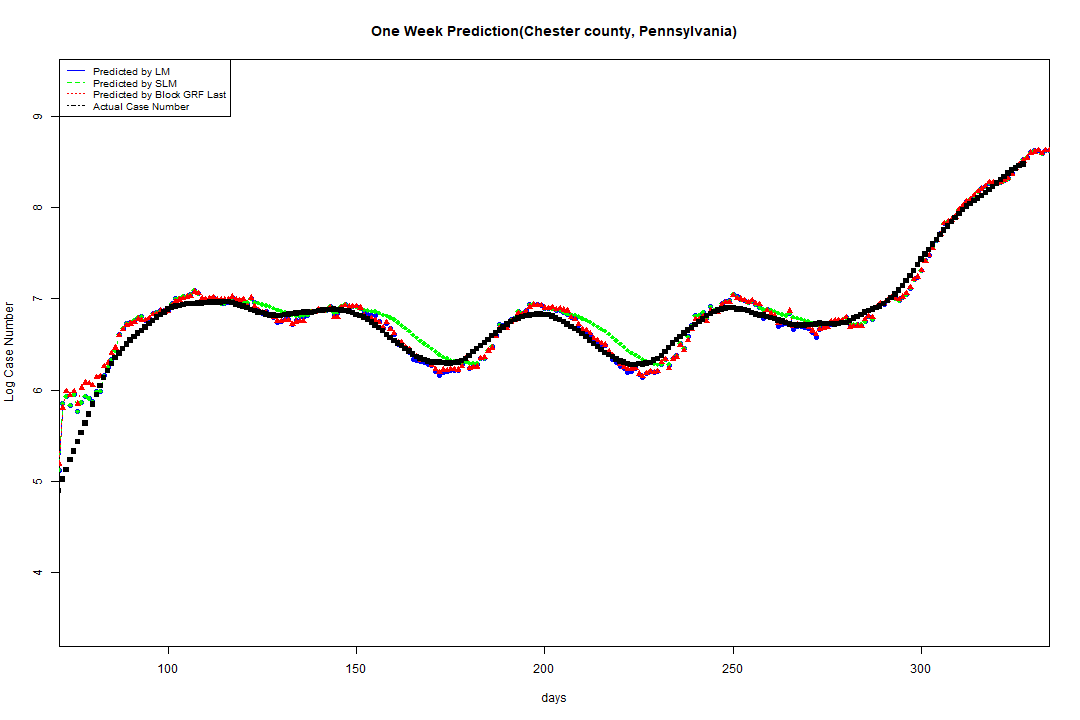 One Week Prediction(Chester county, Pennsylvania)
Predicted by LM
Predicted by SLM
Predicted by Block GRF Last
Actual Case Number
9
8
7
6
5
4
Log Case Number
100 150 200 250 300
days